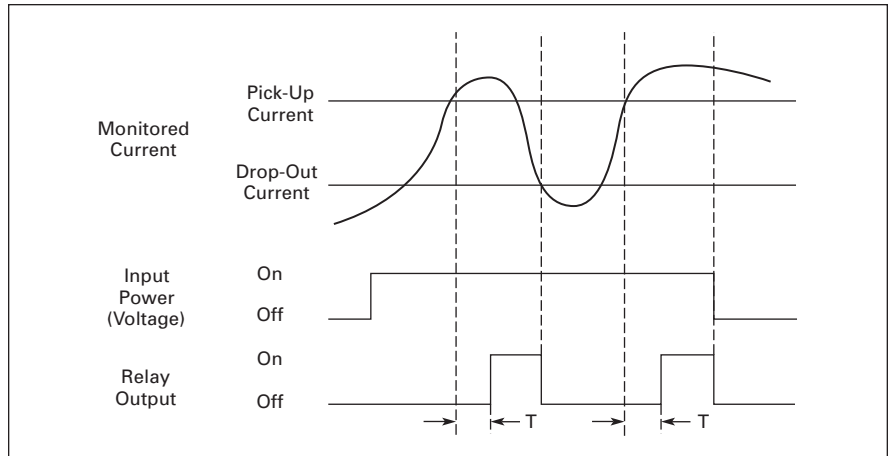 Monitored
Current
Pick-Up
Current
Drop-Out
Current
Input
Power
(Voltage)
On
Off
Relay
Output
On
Off
T
T